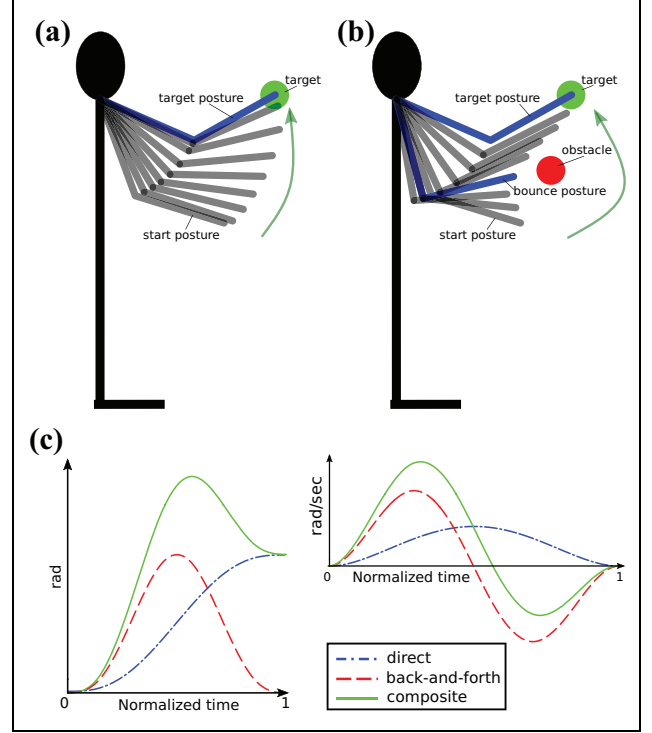 (a)
target
target posture
start posture
(b)
target
target posture
obstacle
bounce posture
start posture
(c)
rad
0
Normalized time
1
rad/sec
0
Normalized time
1
direct
back-and-forth
composite